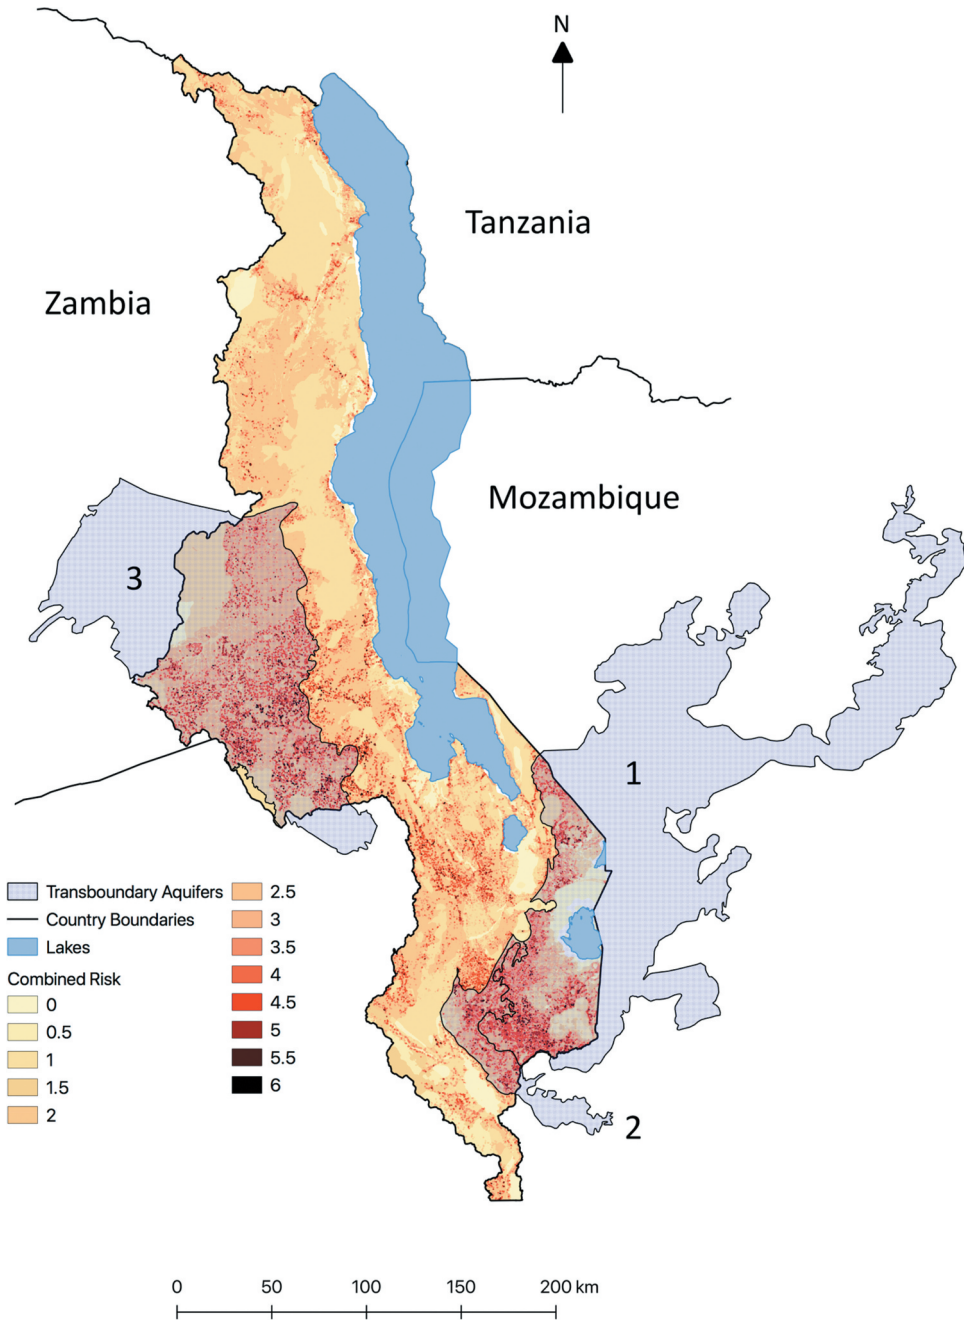 N
Tanzania
Zambia
Mozambique
3
1
Transboundary Aquifers
Country Boundaries
Lakes
Combined Risk
0
0.5
1
1.5
2
2.5
3
3.5
4
4.5
5
5.5
6
2
0 50 100 150 200 km